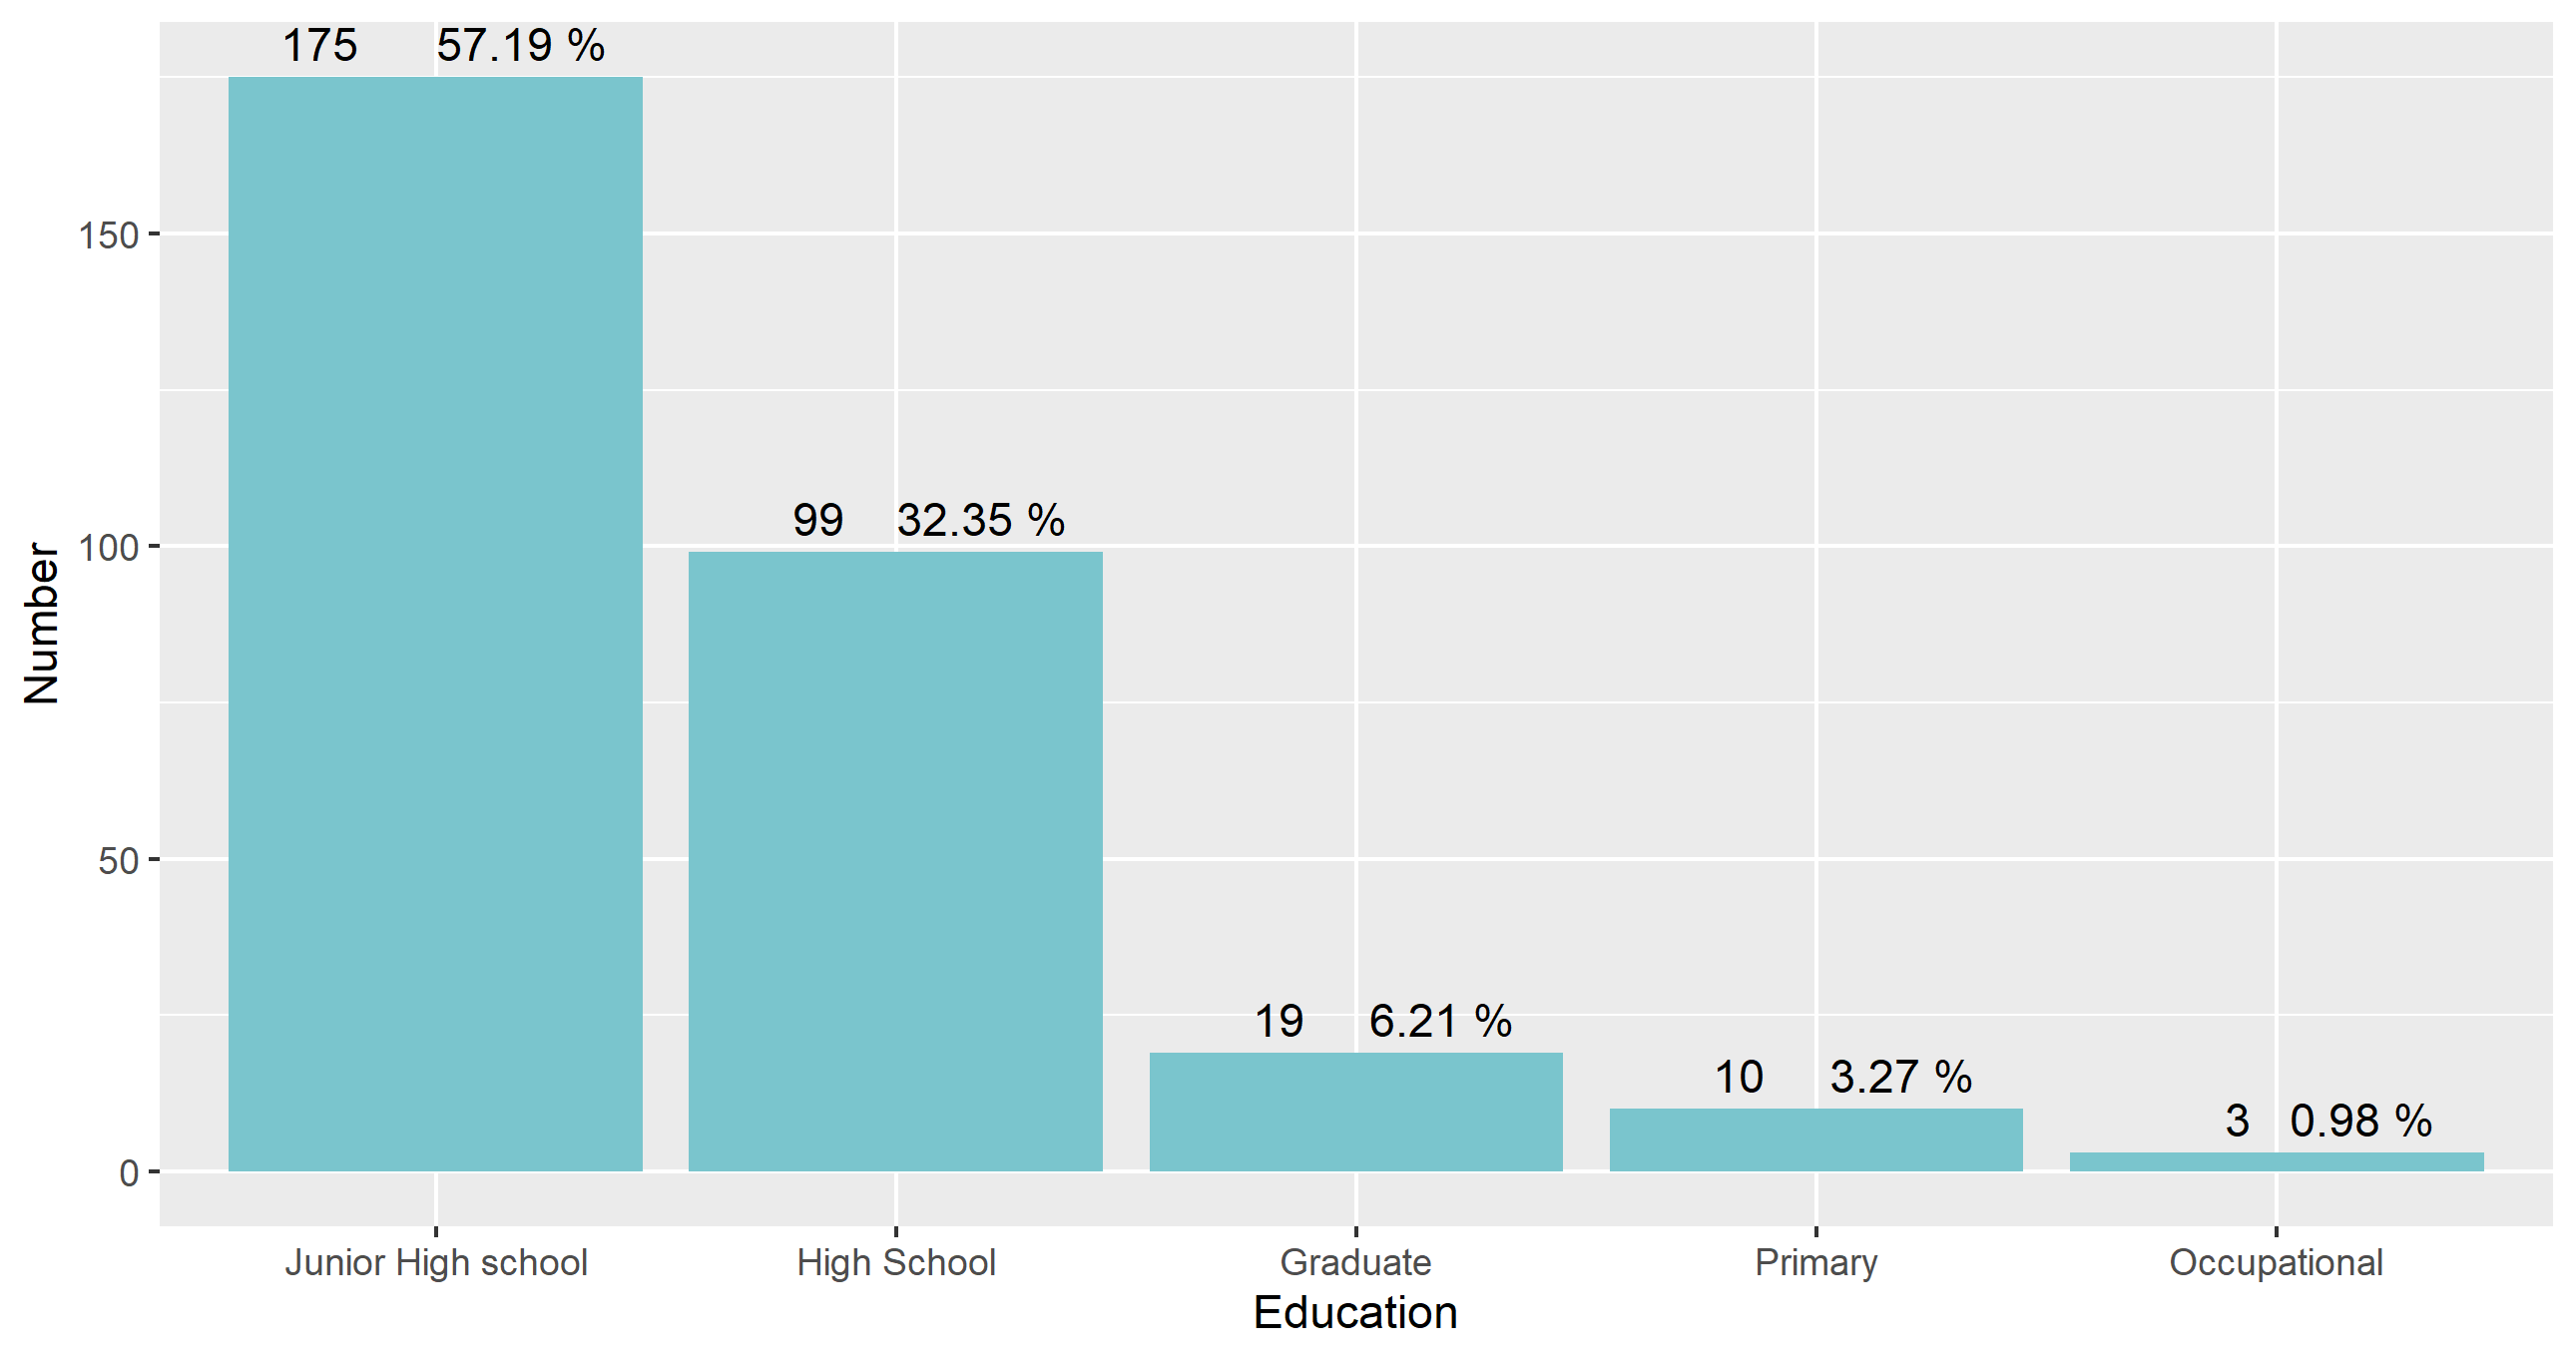 175 57.19 %
150
99 32.35 %
100
Number
50
19 6.21 %
10 3.27 %
3 0.98 %
0
Junior High school High School Graduate Primary Occupational
Education